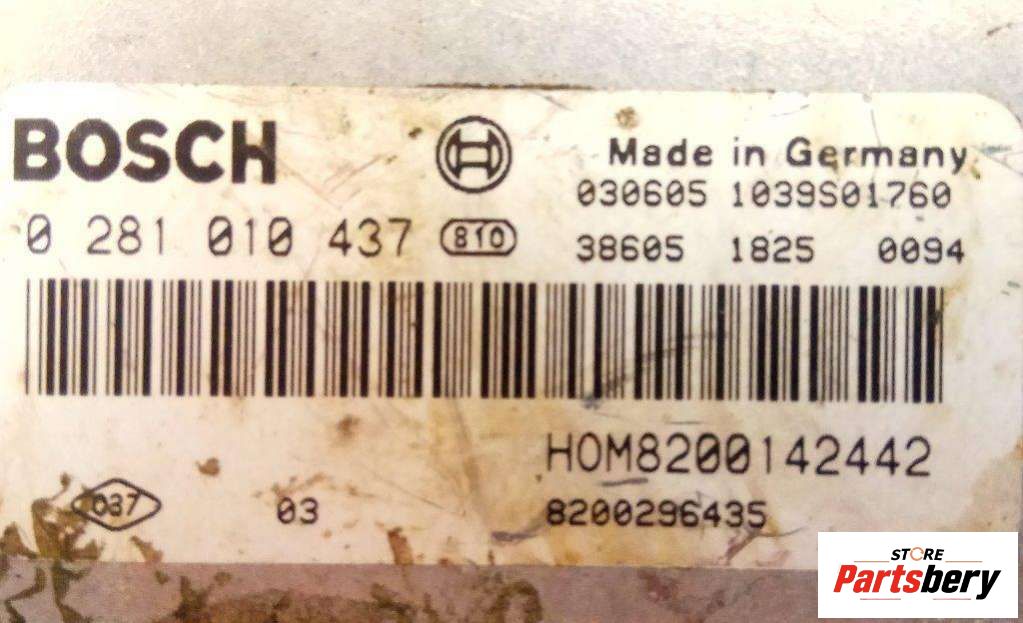 BOSCH
Made in Germany
030605 1039S01760
0 281 010 437 810
38605 1825 0094
HOM8200142442
037 03
8200296435
STORE
Partsbery